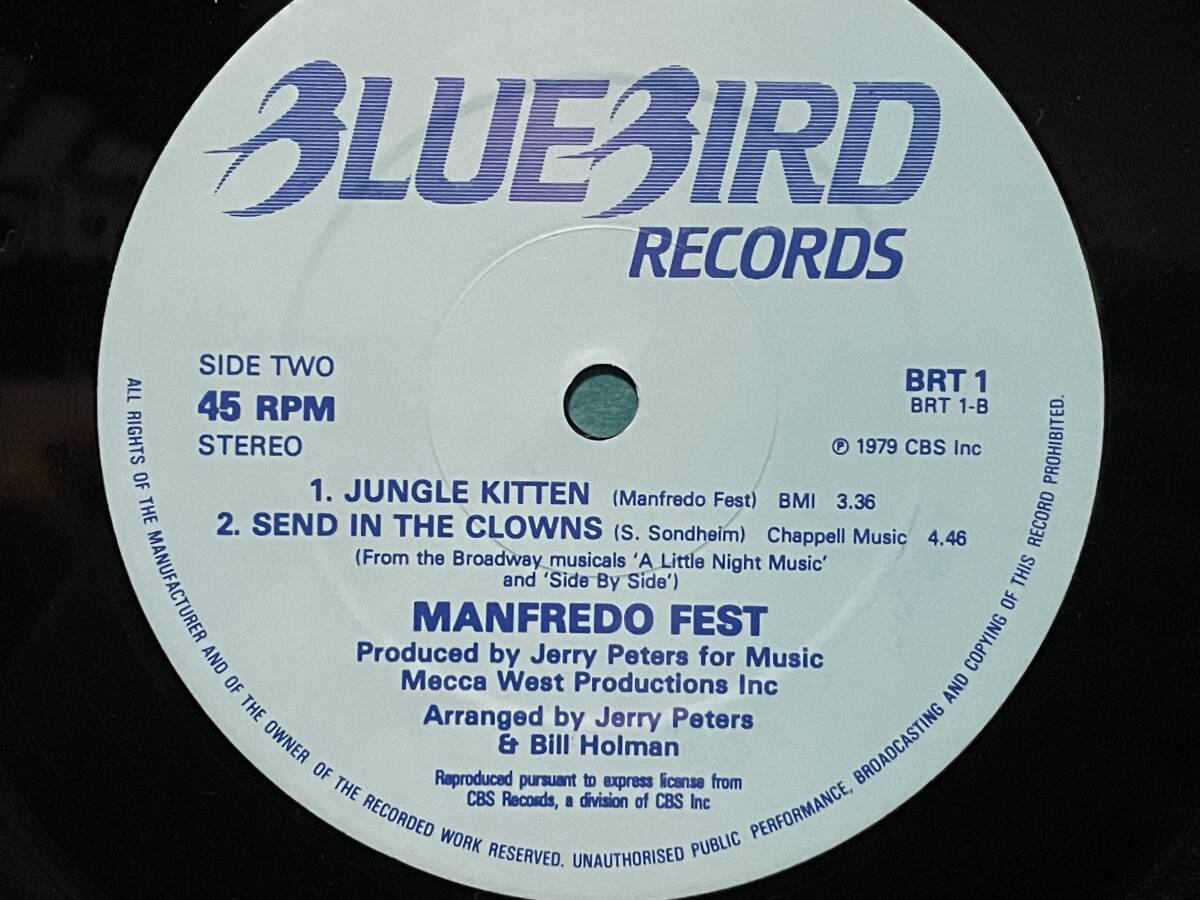 BLUEBIRD
RECORDS
SIDE TWO
45 RPM
STEREO
BRT 1
BRT 1-B
℗ 1979 CBS Inc
1. JUNGLE KITTEN (Manfredo Fest) BMI 3.36
2. SEND IN THE CLOWNS (S. Sondheim) Chappell Music 4.46
(From the Broadway musicals 'A Little Night Music'
and 'Side By Side')
MANFREDO FEST
Produced by Jerry Peters for Music
Mecca West Productions Inc
Arranged by Jerry Peters
& Bill Holman
Reproduced pursuant to express license from
CBS Records, a division of CBS Inc
ALL RIGHTS OF THE MANUFACTURER AND OF THE OWNER OF THE RECORDED WORK RESERVED. UNAUTHORISED PUBLIC PERFORMANCE, BROADCASTING AND COPYING OF THIS RECORD PROHIBITED.